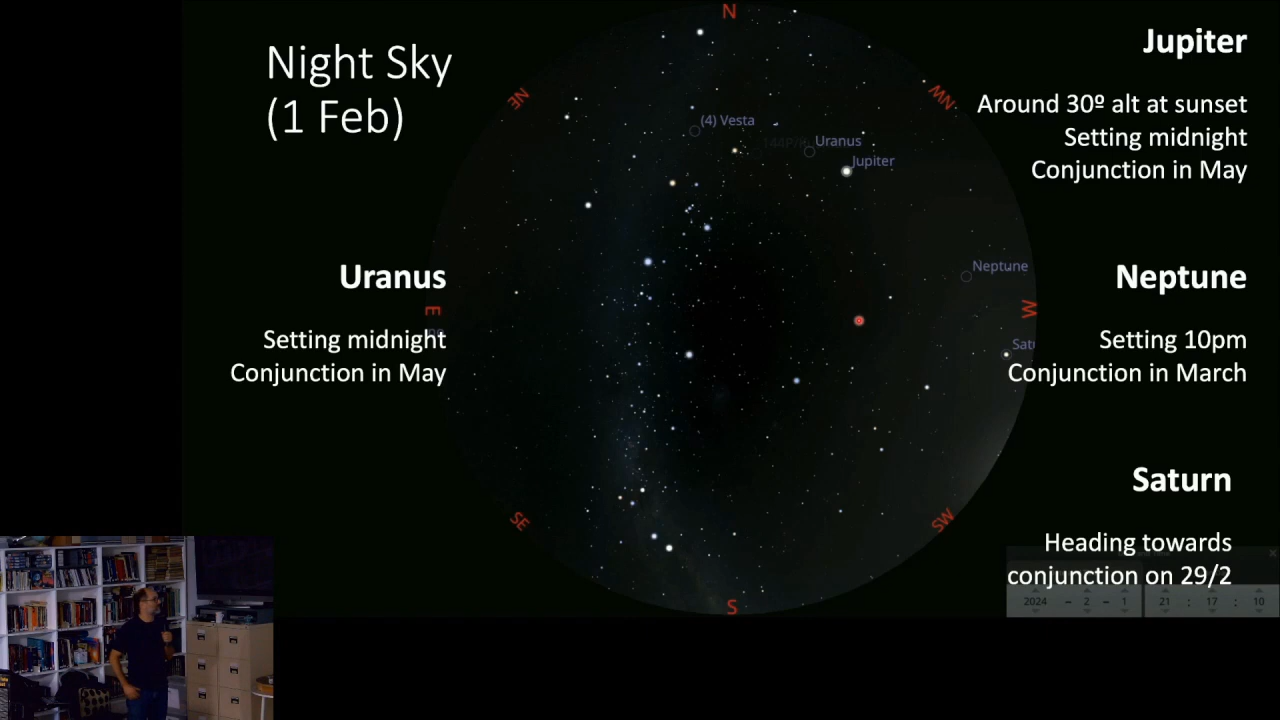 Night Sky
(1 Feb)
N
NE
NW
(4) Vesta
Uranus
Jupiter
Neptune
E
W
SE
SW
S
Jupiter
Around 30º alt at sunset
Setting midnight
Conjunction in May
Uranus
Setting midnight
Conjunction in May
Neptune
Setting 10pm
Conjunction in March
Saturn
Heading towards
conjunction on 29/2
2024 - 2 - 1 21 : 17 : 10